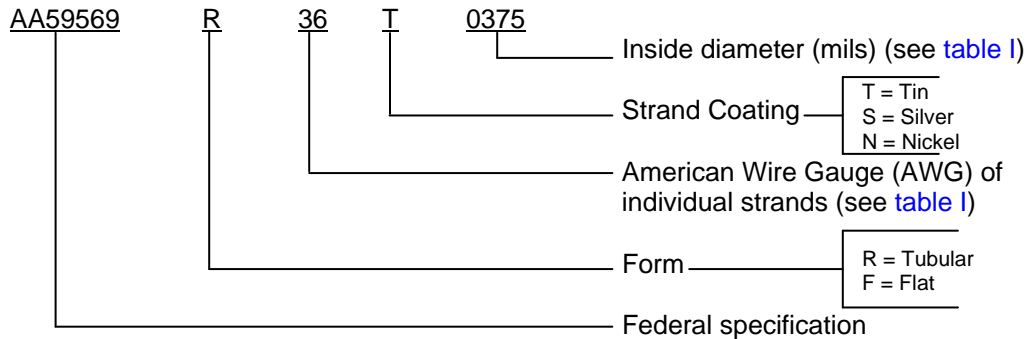 AA59569 R 36 T 0375
Inside diameter (mils) (see table I)
Strand Coating
T = Tin
S = Silver
N = Nickel
American Wire Gauge (AWG) of
individual strands (see table I)
Form
R = Tubular
F = Flat
Federal specification